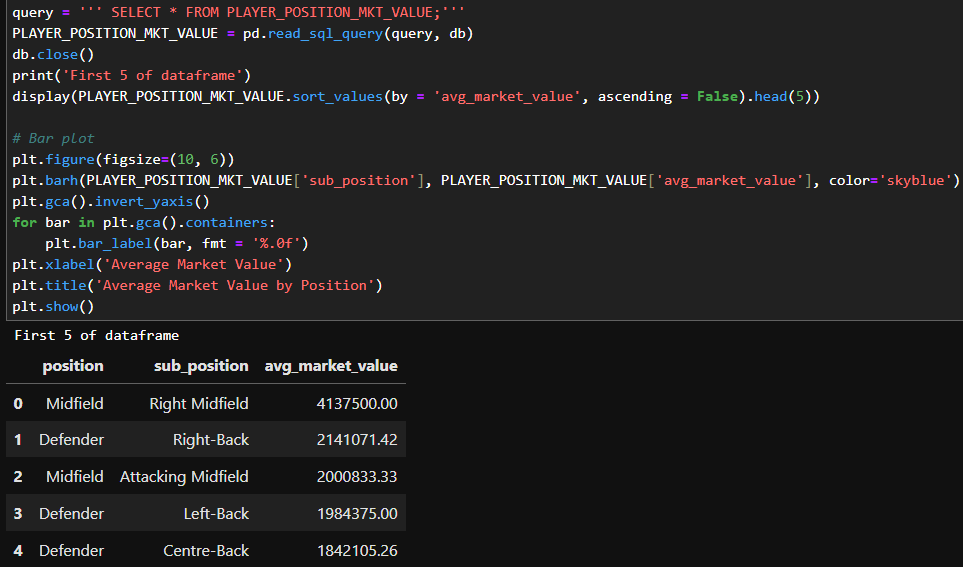 query = ''' SELECT * FROM PLAYER_POSITION_MKT_VALUE;'''
PLAYER_POSITION_MKT_VALUE = pd.read_sql_query(query, db)
db.close()
print('First 5 of dataframe')
display(PLAYER_POSITION_MKT_VALUE.sort_values(by = 'avg_market_value', ascending = False).head(5))

# Bar plot
plt.figure(figsize=(10, 6))
plt.barh(PLAYER_POSITION_MKT_VALUE['sub_position'], PLAYER_POSITION_MKT_VALUE['avg_market_value'], color='skyblue')
plt.gca().invert_yaxis()
for bar in plt.gca().containers:
    plt.bar_label(bar, fmt = '%.0f')
plt.xlabel('Average Market Value')
plt.title('Average Market Value by Position')
plt.show()
First 5 of dataframe
position sub_position avg_market_value
0 Midfield Right Midfield 4137500.00
1 Defender Right-Back 2141071.42
2 Midfield Attacking Midfield 2000833.33
3 Defender Left-Back 1984375.00
4 Defender Centre-Back 1842105.26